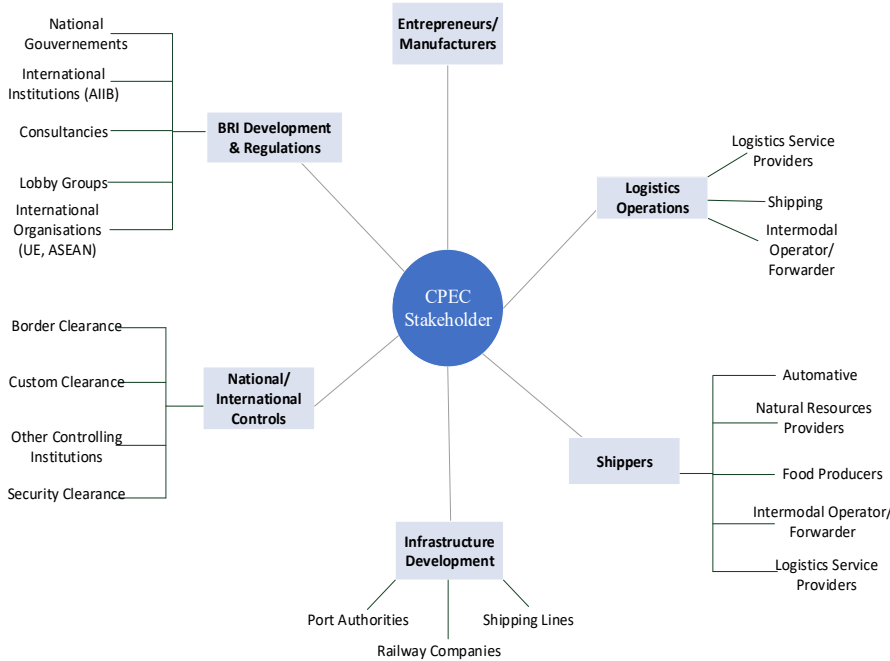 National
Gouvernements
International
Institutions (AIIB)
Consultancies
Lobby Groups
International
Organisations
(UE, ASEAN)
BRI Development
& Regulations
Entrepreneurs/
Manufacturers
Logistics
Operations
Logistics Service
Providers
Shipping
Intermodal
Operator/
Forwarder
CPEC
Stakeholder
Border Clearance
Custom Clearance
Other Controlling
Institutions
Security Clearance
National/
International
Controls
Shippers
Automative
Natural Resources
Providers
Food Producers
Intermodal Operator/
Forwarder
Logistics Service
Providers
Infrastructure
Development
Port Authorities
Railway Companies
Shipping Lines